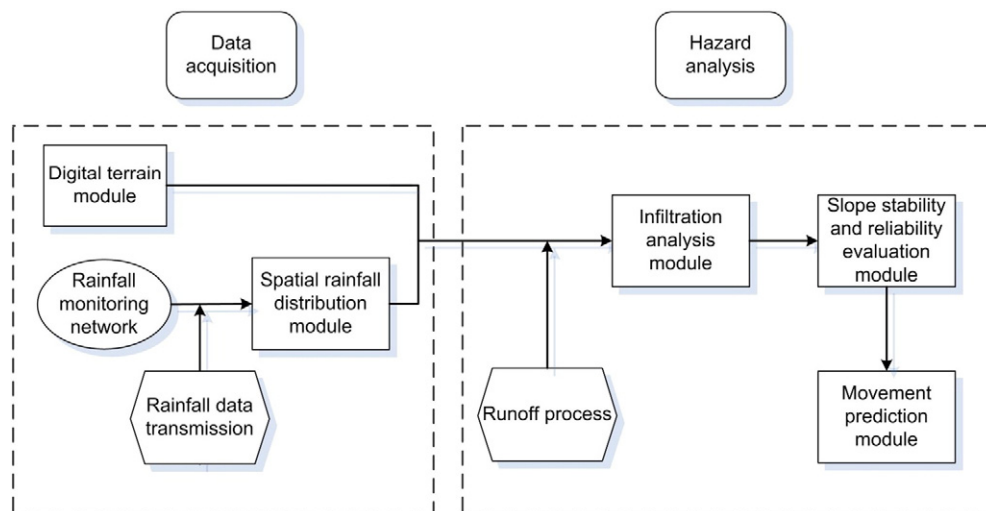 Data
acquisition
Hazard
analysis
Digital terrain
module
Rainfall
monitoring
network
Spatial rainfall
distribution
module
Rainfall data
transmission
Infiltration
analysis
module
Slope stability
and reliability
evaluation
module
Runoff process
Movement
prediction
module